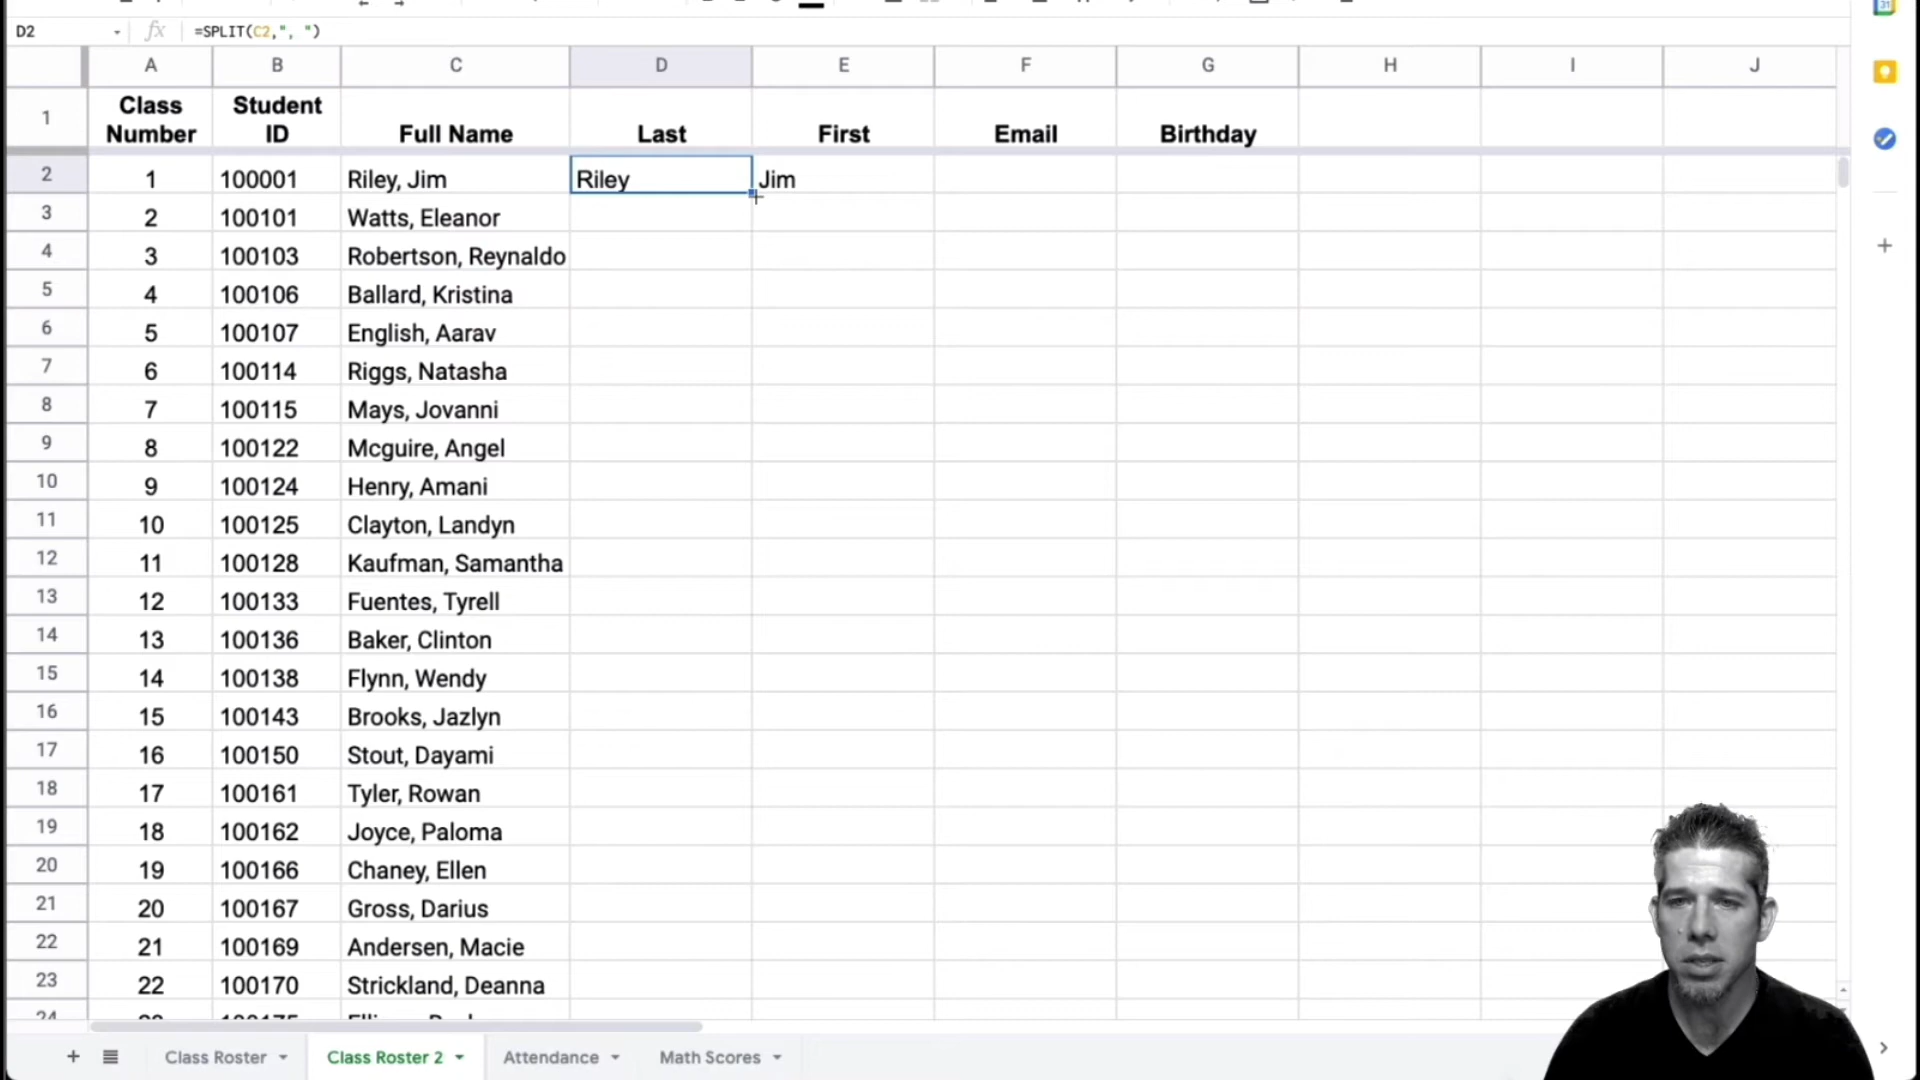 D2 fx =SPLIT(C2,", ")
A B C D E F G H I J
1 Class Number Student ID Full Name Last First Email Birthday
2 1 100001 Riley, Jim Riley Jim
3 2 100101 Watts, Eleanor
4 3 100103 Robertson, Reynaldo
5 4 100106 Ballard, Kristina
6 5 100107 English, Aarav
7 6 100114 Riggs, Natasha
8 7 100115 Mays, Jovanni
9 8 100122 Mcguire, Angel
10 9 100124 Henry, Amani
11 10 100125 Clayton, Landyn
12 11 100128 Kaufman, Samantha
13 12 100133 Fuentes, Tyrell
14 13 100136 Baker, Clinton
15 14 100138 Flynn, Wendy
16 15 100143 Brooks, Jazlyn
17 16 100150 Stout, Dayami
18 17 100161 Tyler, Rowan
19 18 100162 Joyce, Paloma
20 19 100166 Chaney, Ellen
21 20 100167 Gross, Darius
22 21 100169 Andersen, Macie
23 22 100170 Strickland, Deanna
24
Class Roster Class Roster 2 Attendance Math Scores